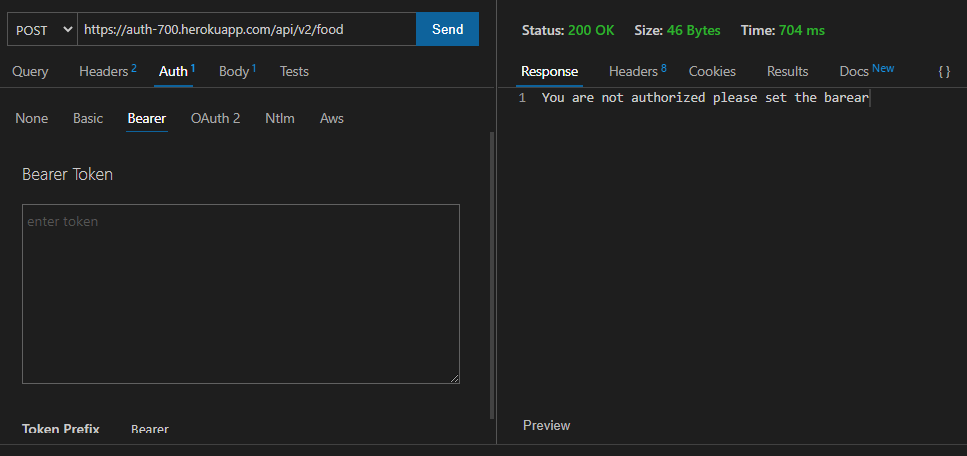 POST https://auth-700.herokuapp.com/api/v2/food Send
Query Headers 2 Auth 1 Body 1 Tests
None Basic Bearer OAuth 2 Ntlm Aws
Bearer Token
enter token
Token Prefix Bearer
Status: 200 OK Size: 46 Bytes Time: 704 ms
Response Headers 8 Cookies Results Docs New { }
1 You are not authorized please set the barear
Preview